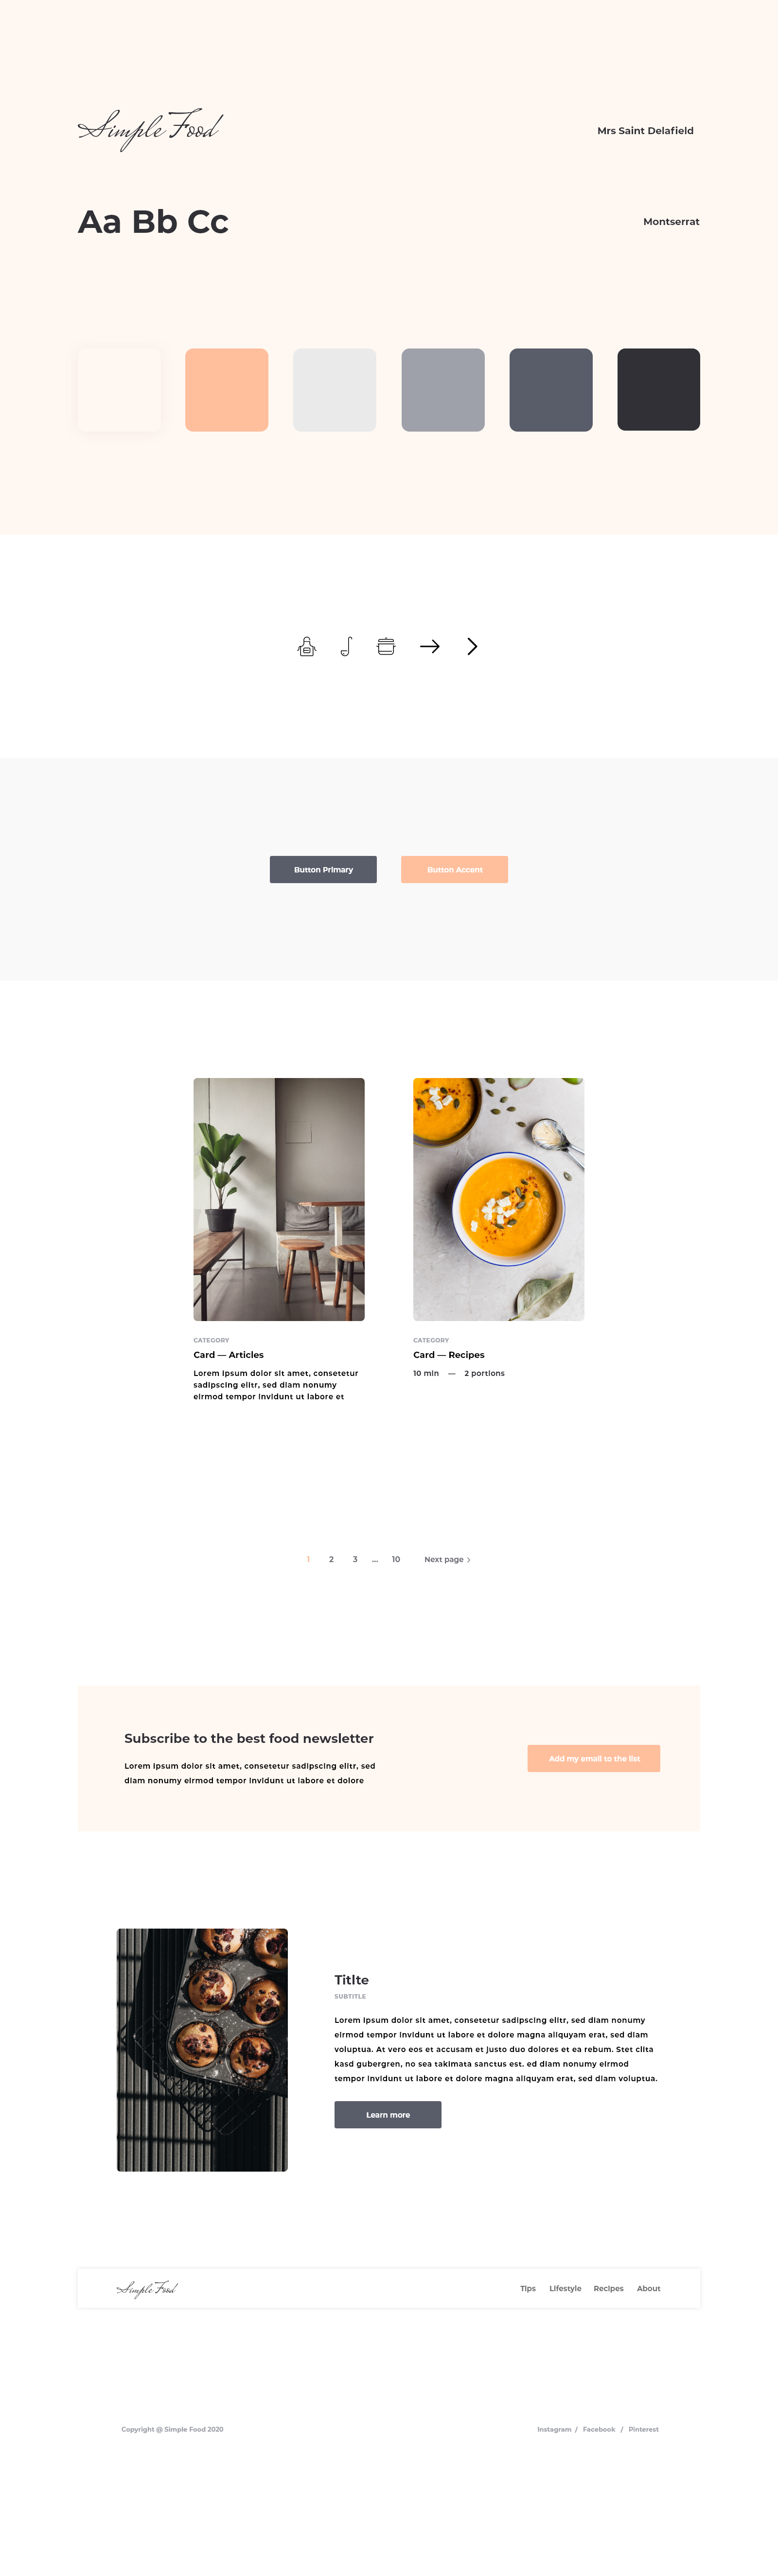 Simple Food
Mrs Saint Delafield
Aa Bb Cc
Montserrat
Button Primary
Button Accent
CATEGORY
Card — Articles
Lorem ipsum dolor sit amet, consetetur
sadipscing elitr, sed diam nonumy
eirmod tempor invidunt ut labore et
CATEGORY
Card — Recipes
10 min — 2 portions
1 2 3 ... 10 Next page >
Subscribe to the best food newsletter
Lorem ipsum dolor sit amet, consetetur sadipscing elitr, sed
diam nonumy eirmod tempor invidunt ut labore et dolore
Add my email to the list
Titlte
SUBTITLE
Lorem ipsum dolor sit amet, consetetur sadipscing elitr, sed diam nonumy
eirmod tempor invidunt ut labore et dolore magna aliquyam erat, sed diam
voluptua. At vero eos et accusam et justo duo dolores et ea rebum. Stet clita
kasd gubergren, no sea takimata sanctus est. ed diam nonumy eirmod
tempor invidunt ut labore et dolore magna aliquyam erat, sed diam voluptua.
Learn more
Simple Food
Tips Lifestyle Recipes About
Copyright @ Simple Food 2020
Instagram / Facebook / Pinterest